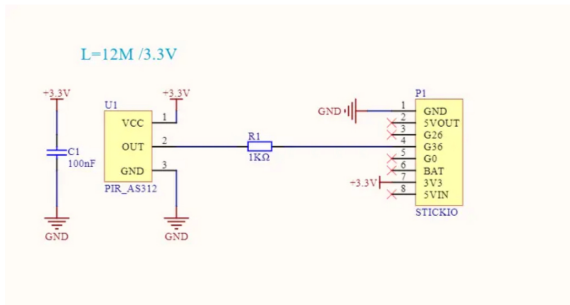 L=12M /3.3V
+3.3V
C1
100nF
GND
U1
+3.3V
VCC 1
OUT 2
GND 3
PIR_AS312
GND
R1
1KΩ
P1
GND
1 GND
2 5VOUT
3 G26
4 G36
5 G0
6 BAT
+3.3V 7 3V3
8 5VIN
STICKIO